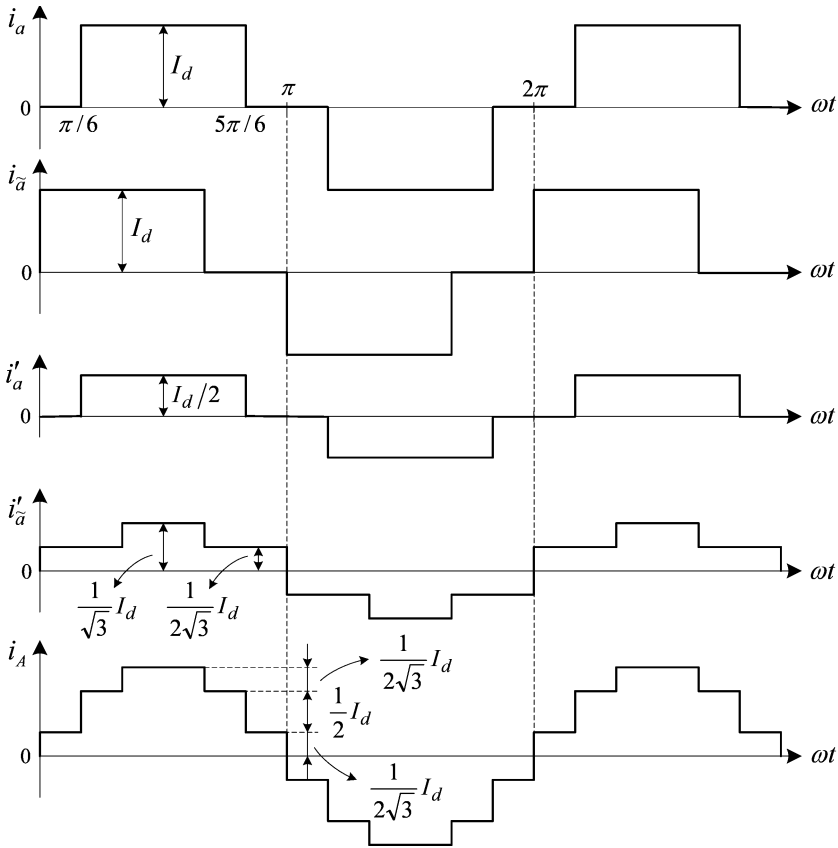 i_a
I_d
π
2π
0
π/6
5π/6
ωt
i_ã
I_d
0
ωt
i′_a
I_d/2
0
ωt
i′_ã
0
ωt
1/√3 I_d
1/2√3 I_d
i_A
1/2√3 I_d
1/2 I_d
0
ωt
1/2√3 I_d